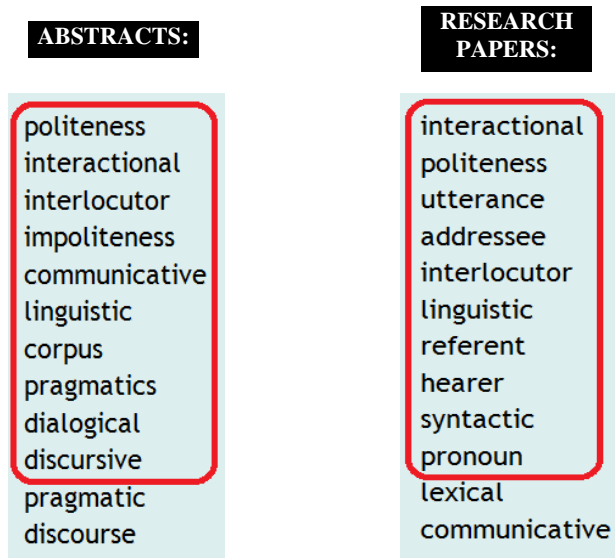 ABSTRACTS:
politeness
interactional
interlocutor
impoliteness
communicative
linguistic
corpus
pragmatics
dialogical
discursive
pragmatic
discourse
RESEARCH
PAPERS:
interactional
politeness
utterance
addressee
interlocutor
linguistic
referent
hearer
syntactic
pronoun
lexical
communicative